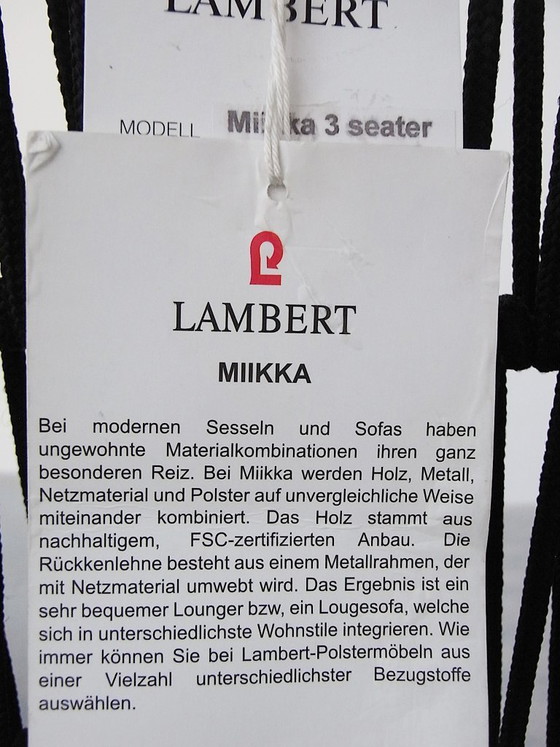 LAMBERT
MODELL Miikka 3 seater
LAMBERT
MIIKKA
Bei modernen Sesseln und Sofas haben
ungewohnte Materialkombinationen ihren ganz
besonderen Reiz. Bei Miikka werden Holz, Metall,
Netzmaterial und Polster auf unvergleichliche Weise
miteinander kombiniert. Das Holz stammt aus
nachhaltigem, FSC-zertifizierten Anbau. Die
Rückkenlehne besteht aus einem Metallrahmen, der
mit Netzmaterial umwebt wird. Das Ergebnis ist ein
sehr bequemer Lounger bzw, ein Lougesofa, welche
sich in unterschiedlichste Wohnstile integrieren. Wie
immer können Sie bei Lambert-Polstermöbeln aus
einer Vielzahl unterschiedlichster Bezugstoffe
auswählen.